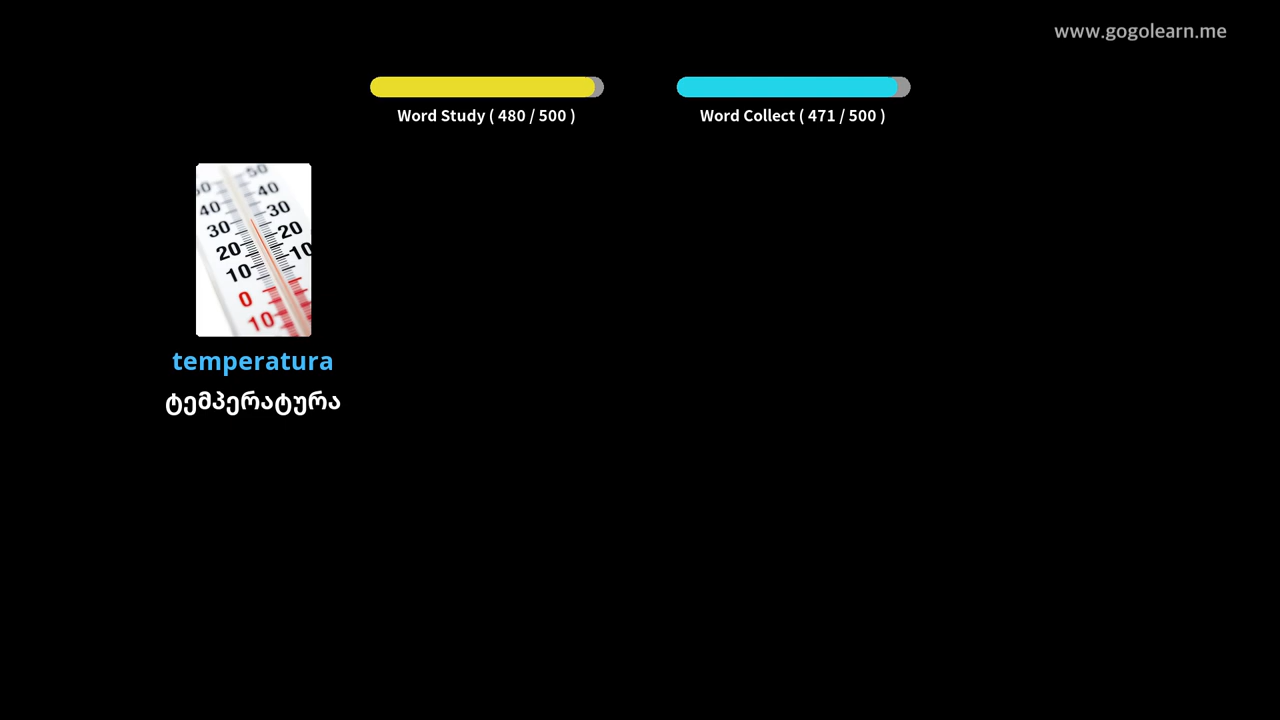 www.gogolearn.me
Word Study ( 480 / 500 )
Word Collect ( 471 / 500 )
50
50
40
40
30
30
20
20
10
10
0
10
temperatura
ტემპერატურა